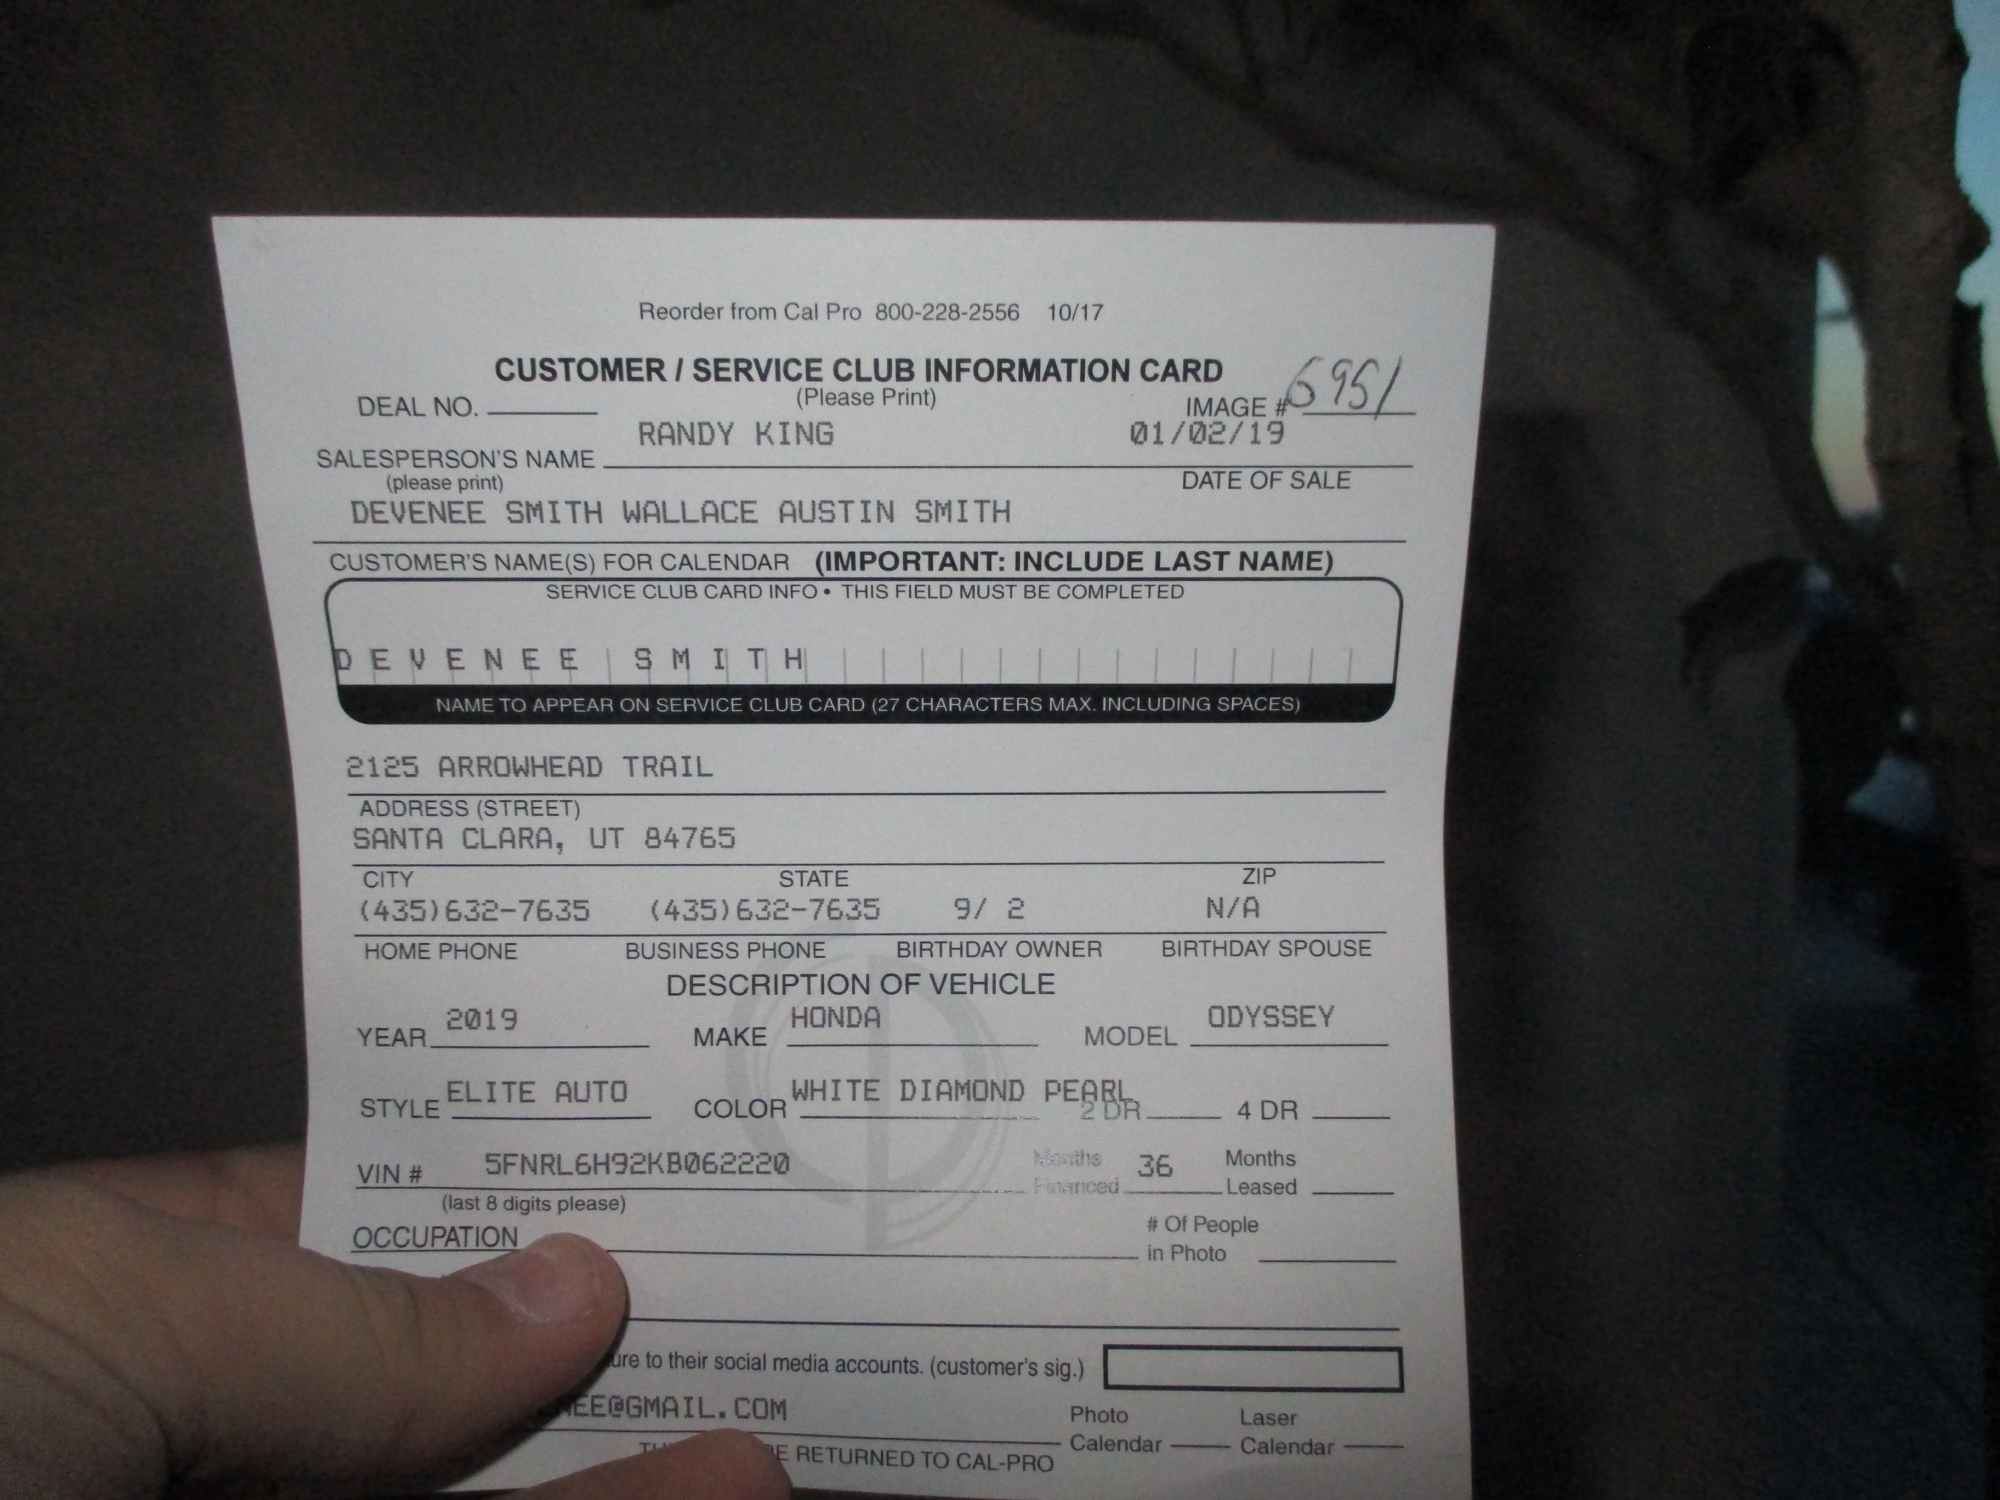 Reorder from Cal Pro 800-228-2556 10/17
CUSTOMER / SERVICE CLUB INFORMATION CARD
(Please Print)
DEAL NO.
IMAGE # 6951
RANDY KING 01/02/19
SALESPERSON'S NAME
(please print)
DATE OF SALE
DEVENEE SMITH WALLACE AUSTIN SMITH
CUSTOMER'S NAME(S) FOR CALENDAR (IMPORTANT: INCLUDE LAST NAME)
SERVICE CLUB CARD INFO • THIS FIELD MUST BE COMPLETED
DEVENEE SMITH
NAME TO APPEAR ON SERVICE CLUB CARD (27 CHARACTERS MAX. INCLUDING SPACES)
2125 ARROWHEAD TRAIL
ADDRESS (STREET)
SANTA CLARA, UT 84765
CITY STATE ZIP
(435)632-7635 (435)632-7635 9/ 2 N/A
HOME PHONE BUSINESS PHONE BIRTHDAY OWNER BIRTHDAY SPOUSE
DESCRIPTION OF VEHICLE
YEAR 2019 MAKE HONDA MODEL ODYSSEY
STYLE ELITE AUTO COLOR WHITE DIAMOND PEARL 2 DR 4 DR
VIN # 5FNRL6H92KB062220 Months Financed 36 Months Leased
(last 8 digits please)
OCCUPATION
# Of People
in Photo
to their social media accounts. (customer's sig.)
EE@GMAIL.COM
Photo Calendar Laser Calendar
RETURNED TO CAL-PRO